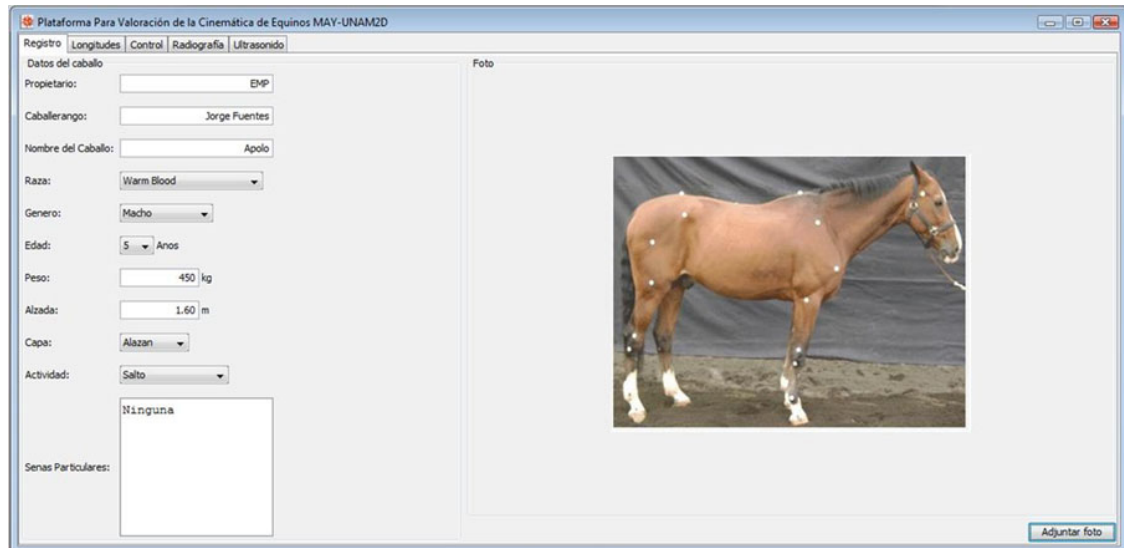 Plataforma Para Valoración de la Cinemática de Equinos MAY-UNAM2D
Registro Longitudes Control Radiografía Ultrasonido
Datos del caballo
Propietario: EMP
Caballerango: Jorge Fuentes
Nombre del Caballo: Apolo
Raza: Warm Blood
Genero: Macho
Edad: 5 Anos
Peso: 450 kg
Alzada: 1.60 m
Capa: Alazan
Actividad: Salto
Senas Particulares: Ninguna
Foto
Adjuntar foto